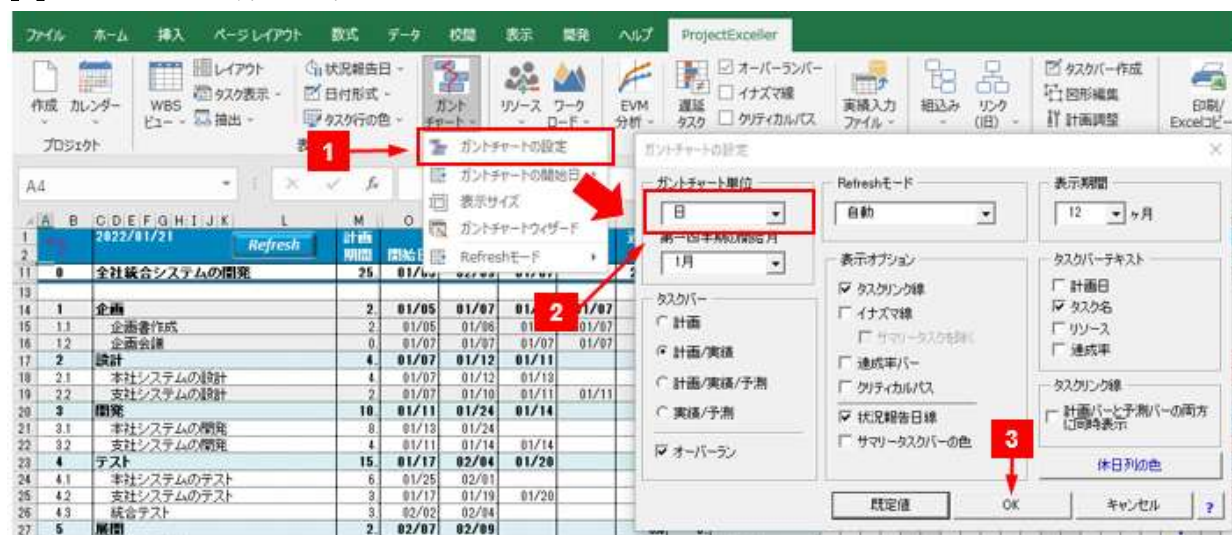 ファイル ホーム 挿入 ページレイアウト 数式 データ 校閲 表示 開発 ヘルプ ProjectExceller
作成 カレンダー WBSビュー レイアウト タスク表示 抽出 状況報告日 日付形式 タスク行の色 ガントチャート リソース ワークロード EVM分析 遅延タスク オーバーランバー イナズマ線 クリティカルパス 実績入力ファイル 組込み リンク(旧) タスクバー作成 図形編集 計画調整 印刷/Excelコピー
プロジェクト
1
ガントチャートの設定
ガントチャートの開始日
表示サイズ
ガントチャートウィザード
Refreshモード
A4
fx
A B C D E F G H I J K L M O
2022/01/21 Refresh 計画期間
0 全社統合システムの開発 25
1 企画 2. 01/05 01/07 1/07
1.1 企画書作成 2. 01/05 01/06 01/07
1.2 企画会議 0. 01/07 01/07 01/07 01/07
2 設計 4. 01/07 01/12 01/11
2.1 本社システムの設計 4. 01/07 01/12 01/13
2.2 支社システムの設計 2. 01/07 01/10 01/11 01/11
3 開発 10. 01/11 01/24 01/14
3.1 本社システムの開発 8. 01/13 01/24
3.2 支社システムの開発 4. 01/11 01/14 01/14
4 テスト 15. 01/17 02/04 01/20
4.1 本社システムのテスト 6. 01/25 02/01
4.2 支社システムのテスト 3. 01/17 01/19 01/20
4.3 統合テスト 3. 02/02 02/04
5 展開 2. 02/07 02/09
ガントチャートの設定
ガントチャート単位
日
2
第一四半期の開始月
1月
タスクバー
計画
計画/実績
計画/実績/予測
実績/予測
オーバーラン
Refreshモード
自動
表示オプション
タスクリンク線
イナズマ線
サマリータスクを除く
達成率バー
クリティカルパス
状況報告日線
サマリータスクバーの色
表示期間
12 ヶ月
タスクバーテキスト
計画日
タスク名
リソース
達成率
タスクリンク線
計画バーと予測バーの両方に同時表示
休日列の色
3
既定値 OK キャンセル ?